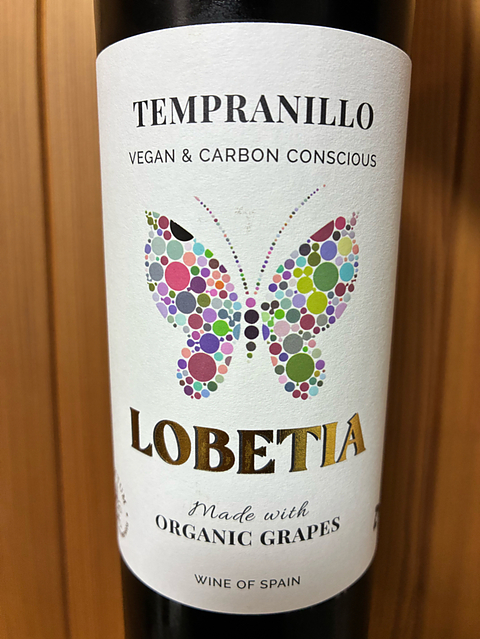 TEMPRANILLO
VEGAN & CARBON CONSCIOUS
LOBETIA
Made with
ORGANIC GRAPES
WINE OF SPAIN